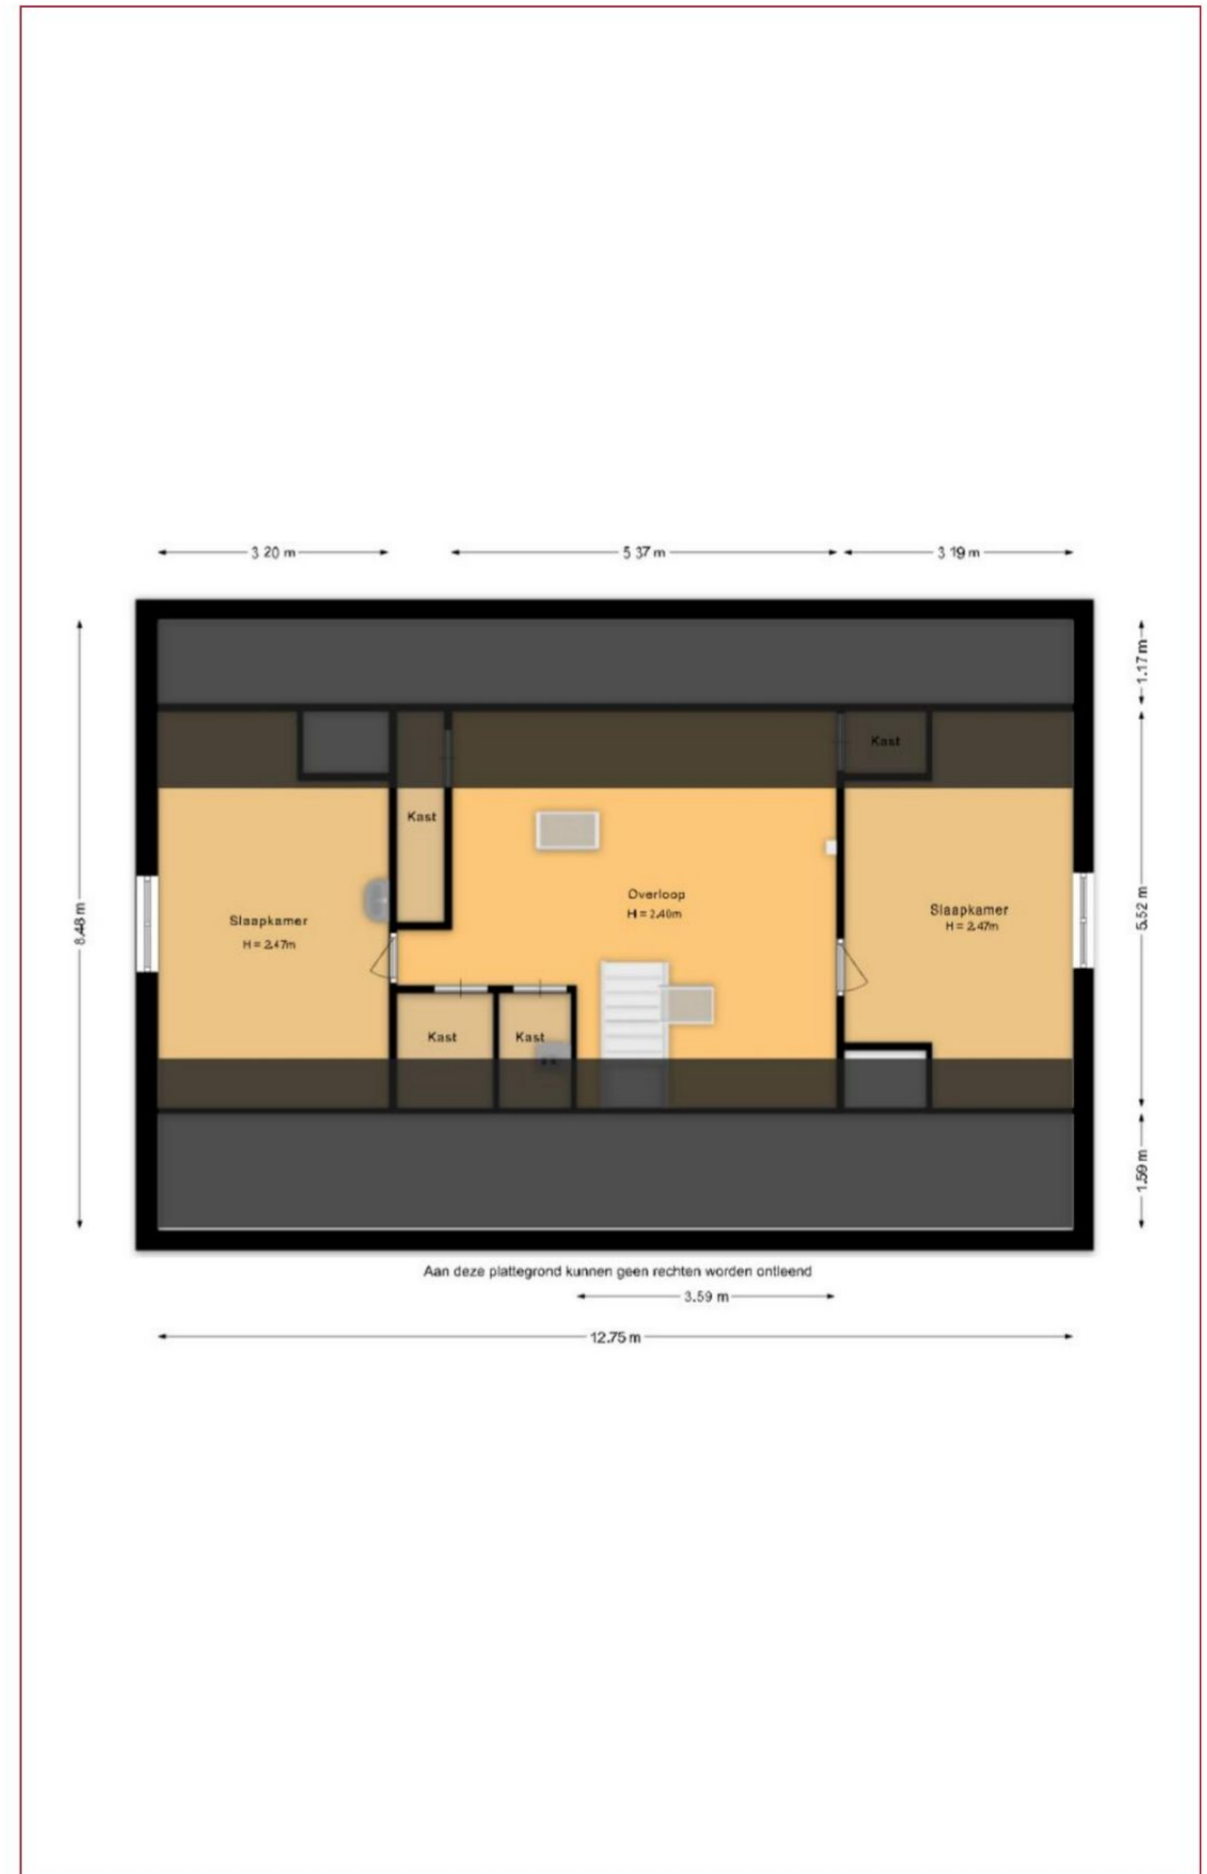 3.20 m
5.37 m
3.19 m
1.17 m
Kast
Kast
Overloop
H = 2.40m
Slaapkamer
H = 2.47m
Slaapkamer
H = 2.47m
8.48 m
5.52 m
Kast
Kast
1.59 m
Aan deze plattegrond kunnen geen rechten worden ontleend
3.59 m
12.75 m